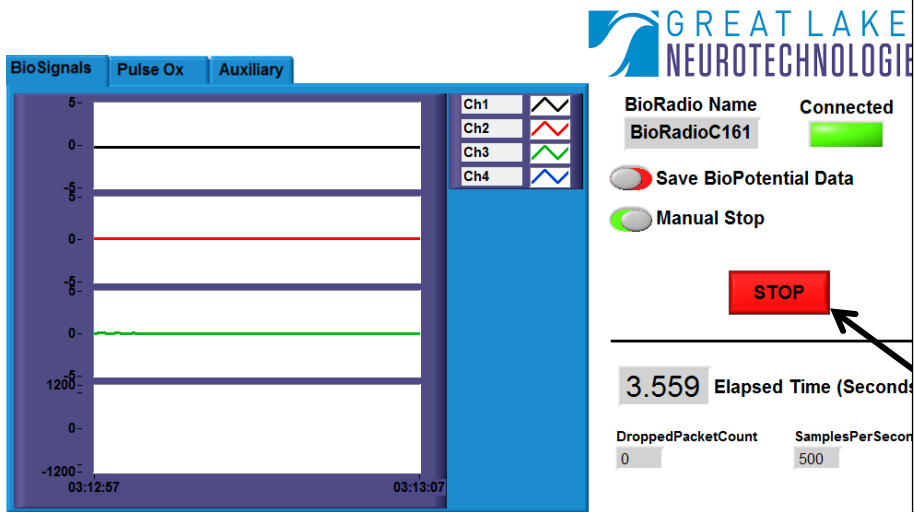 GREAT LAKE
NEUROTECHNOLOGIE
BioSignals
Pulse Ox
Auxiliary
5
0
-5
5
0
-5
5
0
-5
1200
0
-1200
03:12:57
03:13:07
Ch1
Ch2
Ch3
Ch4
BioRadio Name
Connected
BioRadioC161
Save BioPotential Data
Manual Stop
STOP
3.559 Elapsed Time (Seconds
DroppedPacketCount
SamplesPerSecon
0
500